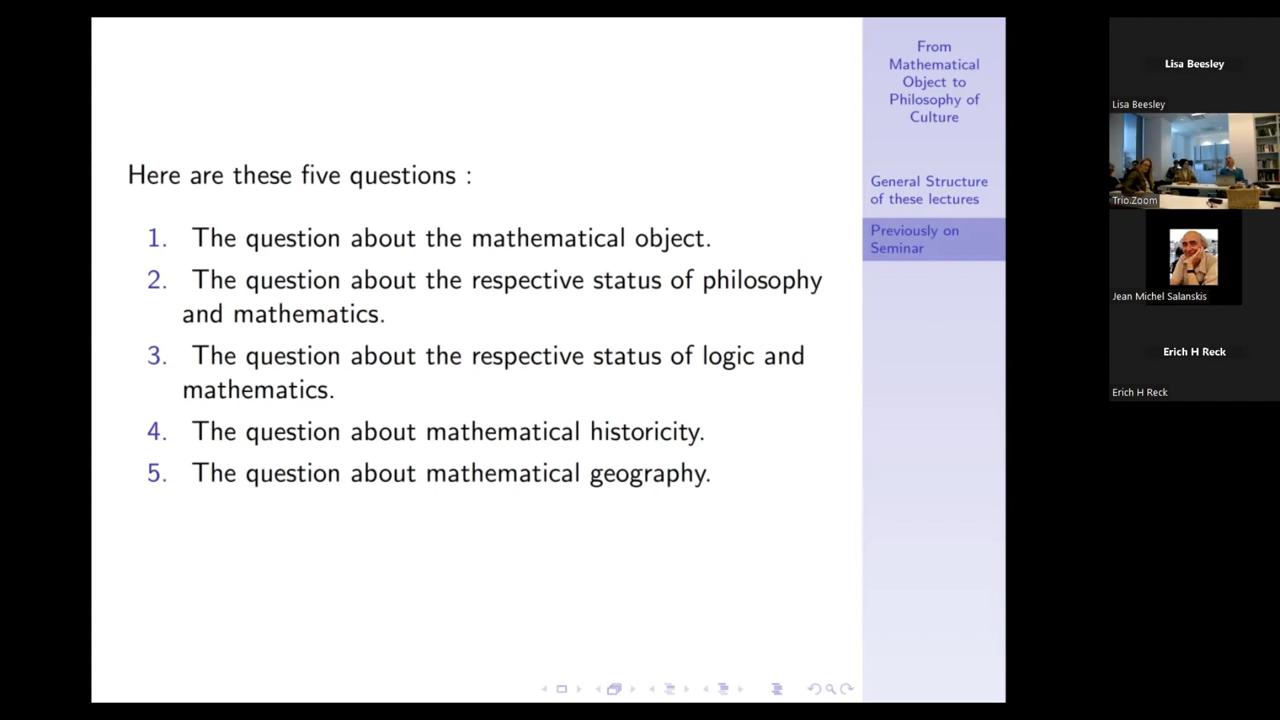 Here are these five questions :
1. The question about the mathematical object.
2. The question about the respective status of philosophy
and mathematics.
3. The question about the respective status of logic and
mathematics.
4. The question about mathematical historicity.
5. The question about mathematical geography.
From
Mathematical
Object to
Philosophy of
Culture
General Structure
of these lectures
Previously on
Seminar
Lisa Beesley
Lisa Beesley
Trio.Zoom
Jean Michel Salanskis
Erich H Reck
Erich H Reck